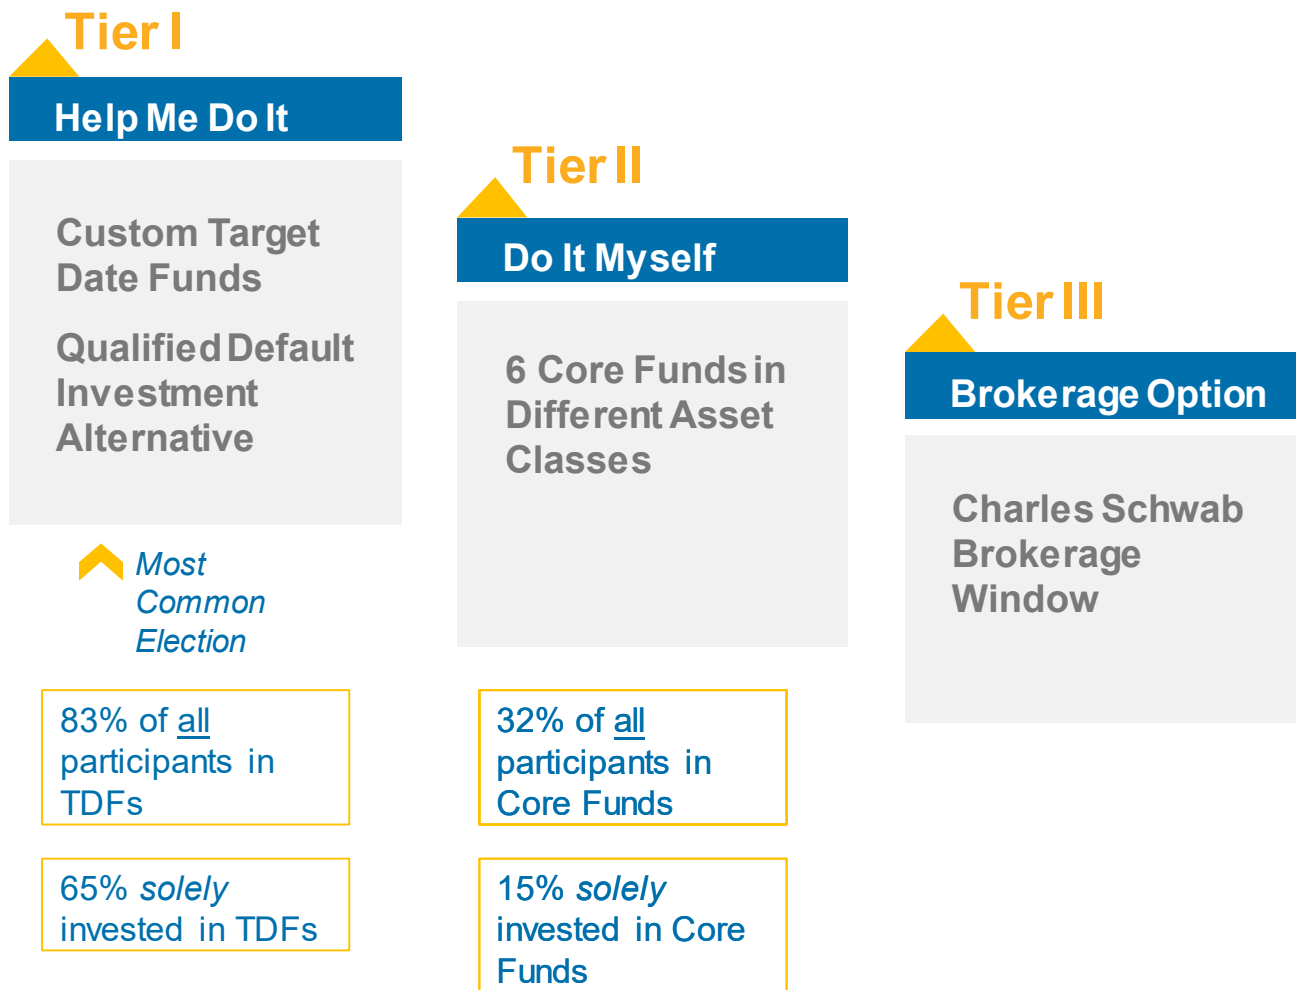 Tier I
Help Me Do It
Custom Target
Date Funds
Qualified Default
Investment
Alternative
Most
Common
Election
83% of all
participants in
TDFs
65% solely
invested in TDFs
Tier II
Do It Myself
6 Core Funds in
Different Asset
Classes
32% of all
participants in
Core Funds
15% solely
invested in Core
Funds
Tier III
Brokerage Option
Charles Schwab
Brokerage
Window